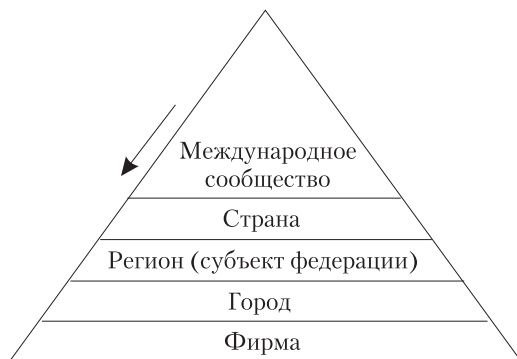 Международное
сообщество
Страна
Регион (субъект федерации)
Город
Фирма